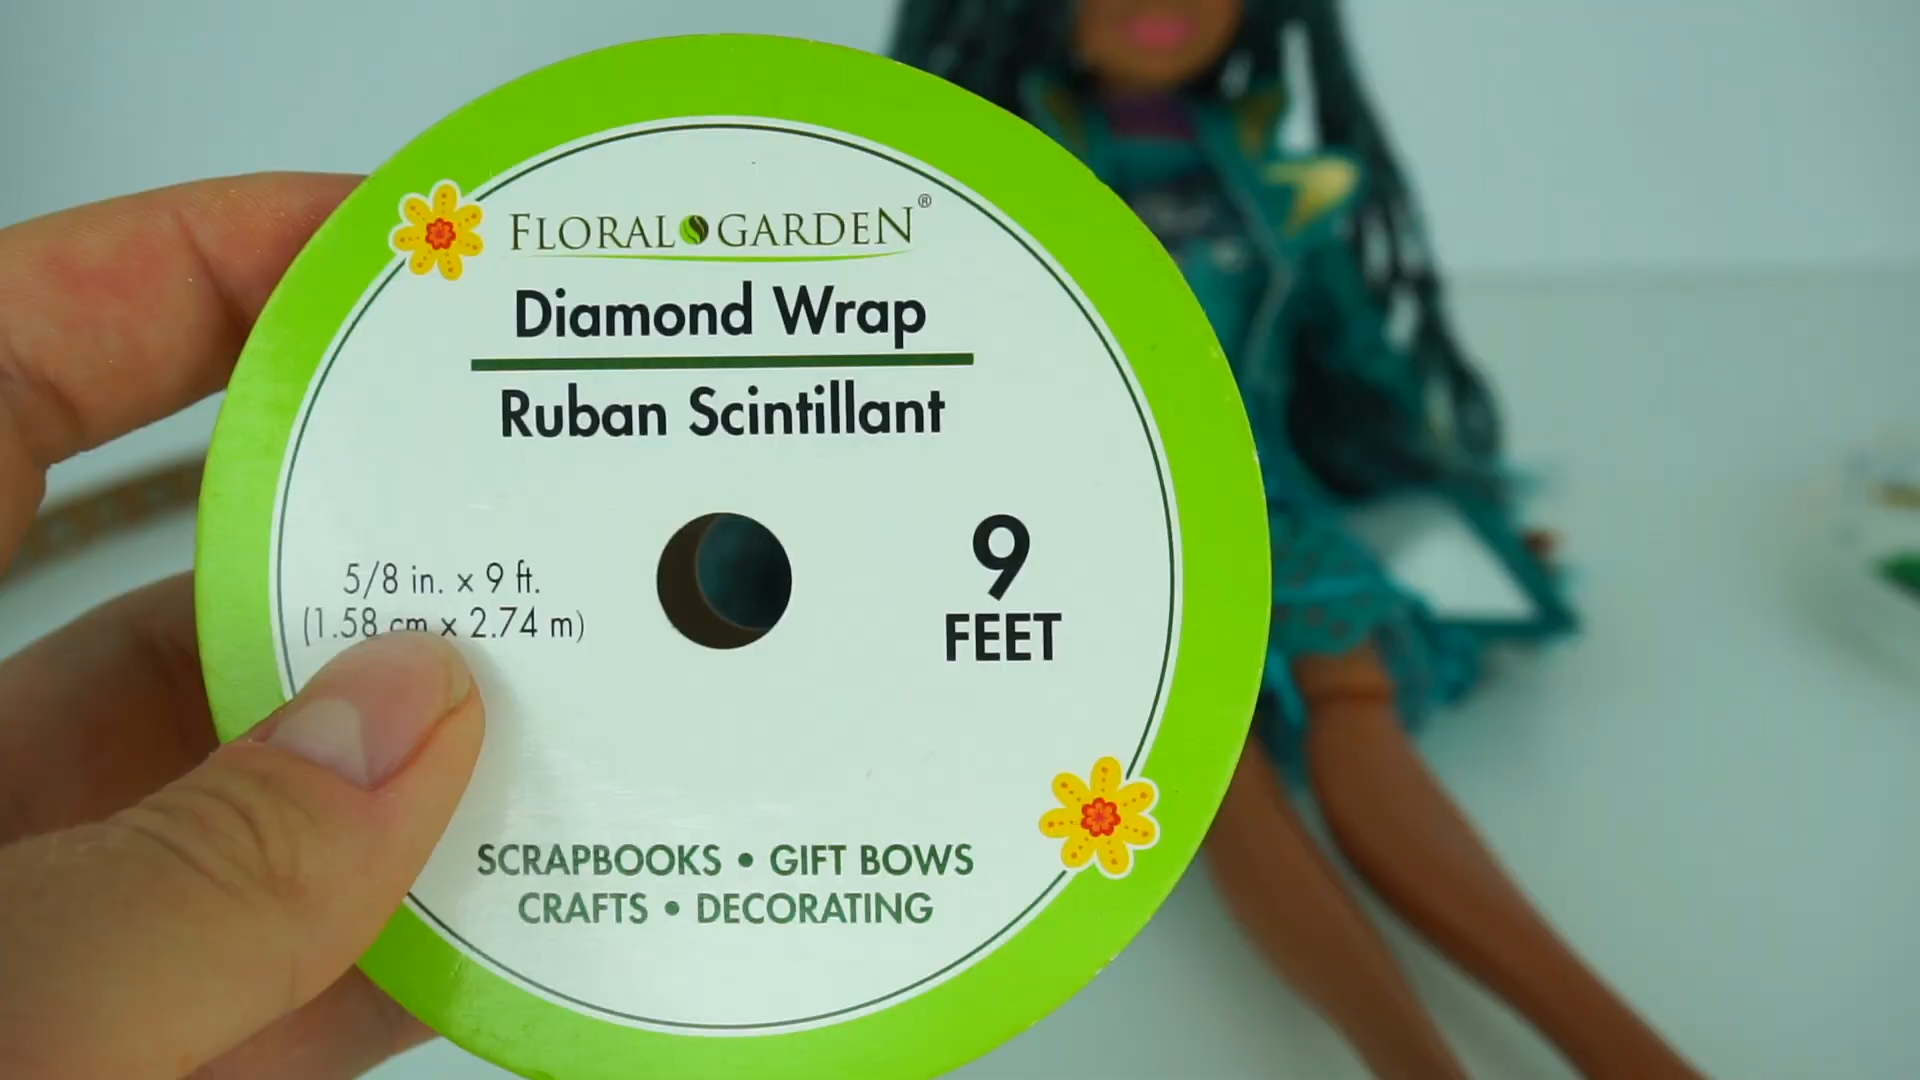 FLORAL GARDEN®
Diamond Wrap
Ruban Scintillant
5/8 in. x 9 ft.
(1.58 cm x 2.74 m)
9
FEET
SCRAPBOOKS • GIFT BOWS
CRAFTS • DECORATING